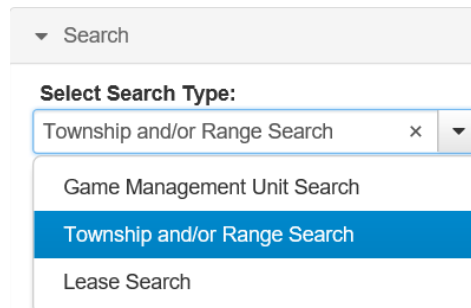 Search
Select Search Type:
Township and/or Range Search
Game Management Unit Search
Township and/or Range Search
Lease Search